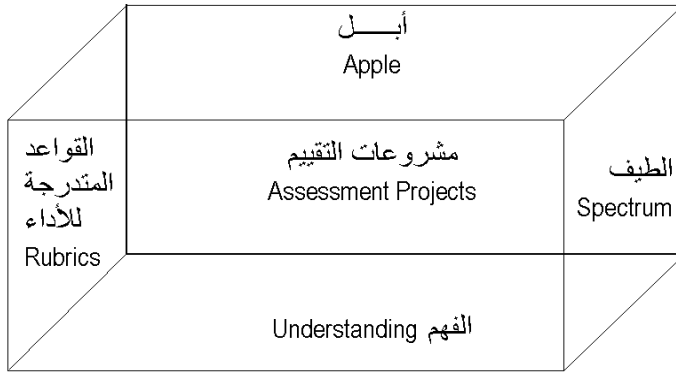 أبــــل
Apple
القواعد
المتدرجة
للأداء
Rubrics
مشروعات التقييم
Assessment Projects
الطيف
Spectrum
Understanding الفهم